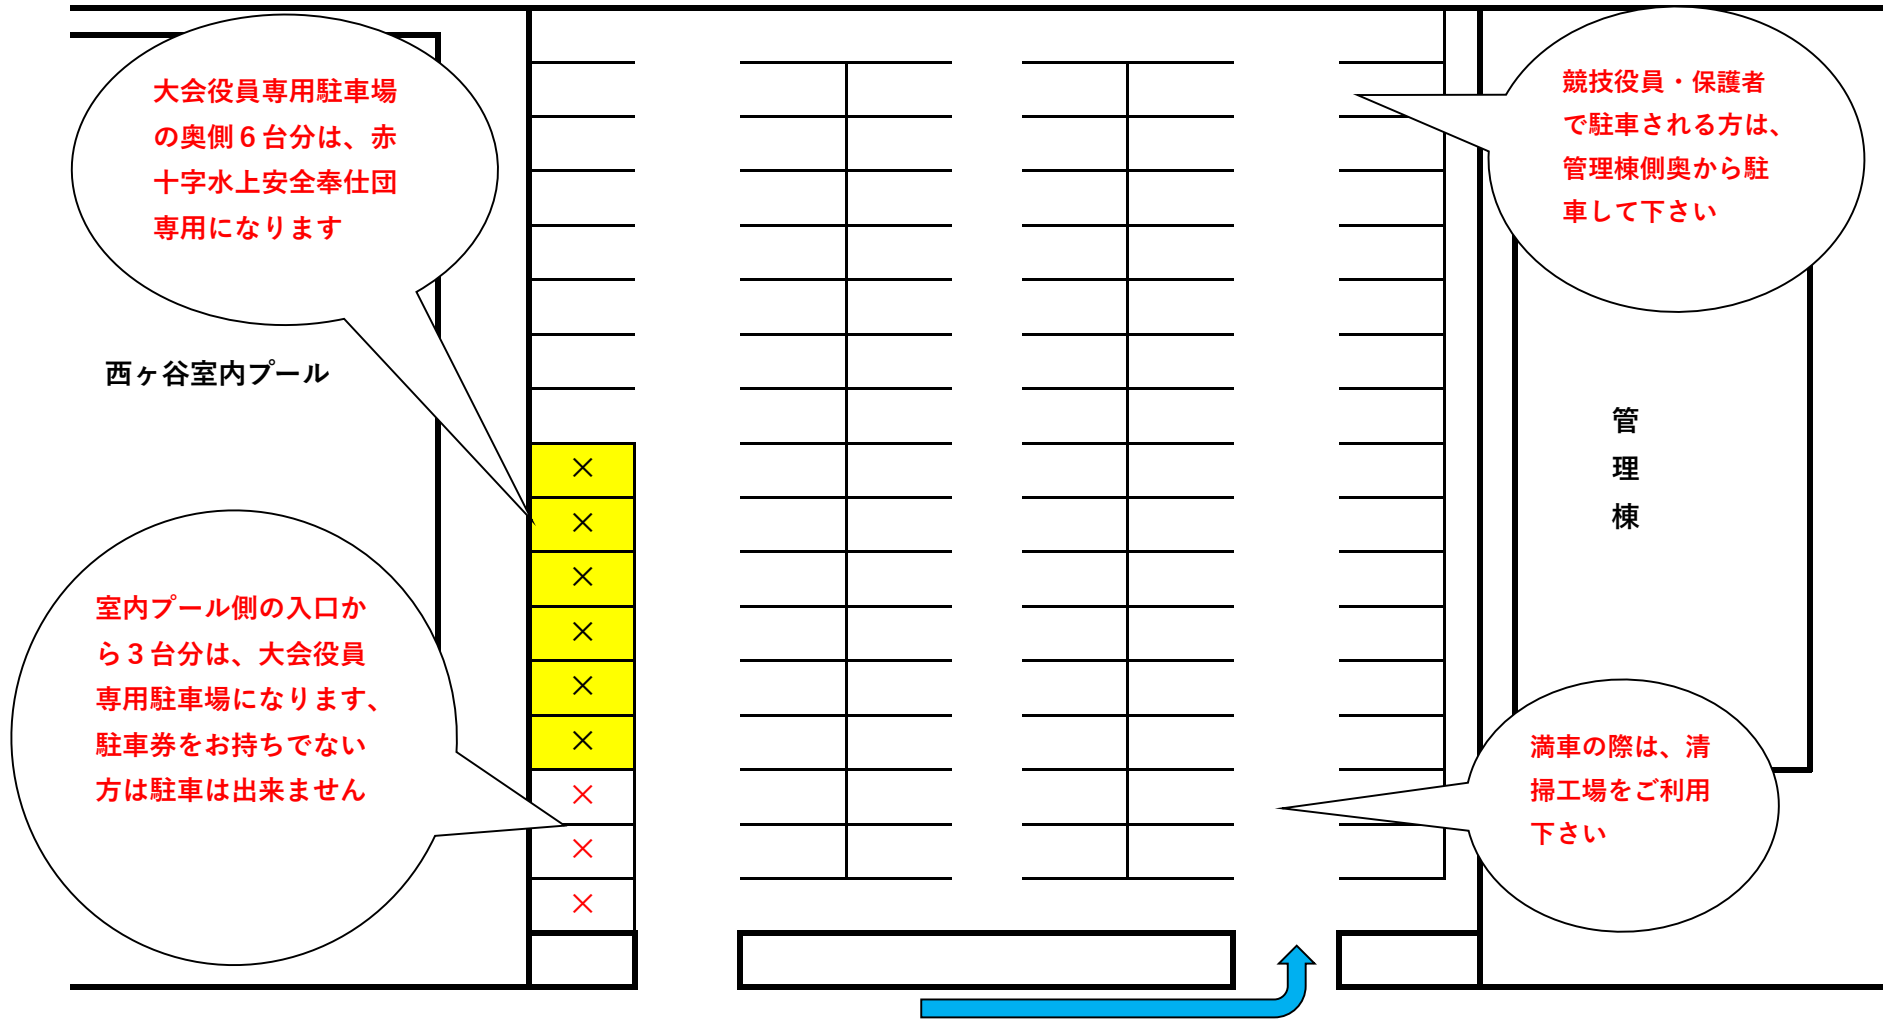 大会役員専用駐車場
の奥側６台分は、赤
十字水上安全奉仕団
専用になります
競技役員・保護者
で駐車される方は、
管理棟側奥から駐
車して下さい
西ヶ谷室内プール
管
理
棟
×
×
×
×
×
×
×
×
×
室内プール側の入口か
ら３台分は、大会役員
専用駐車場になります、
駐車券をお持ちでない
方は駐車は出来ません
満車の際は、清
掃工場をご利用
下さい